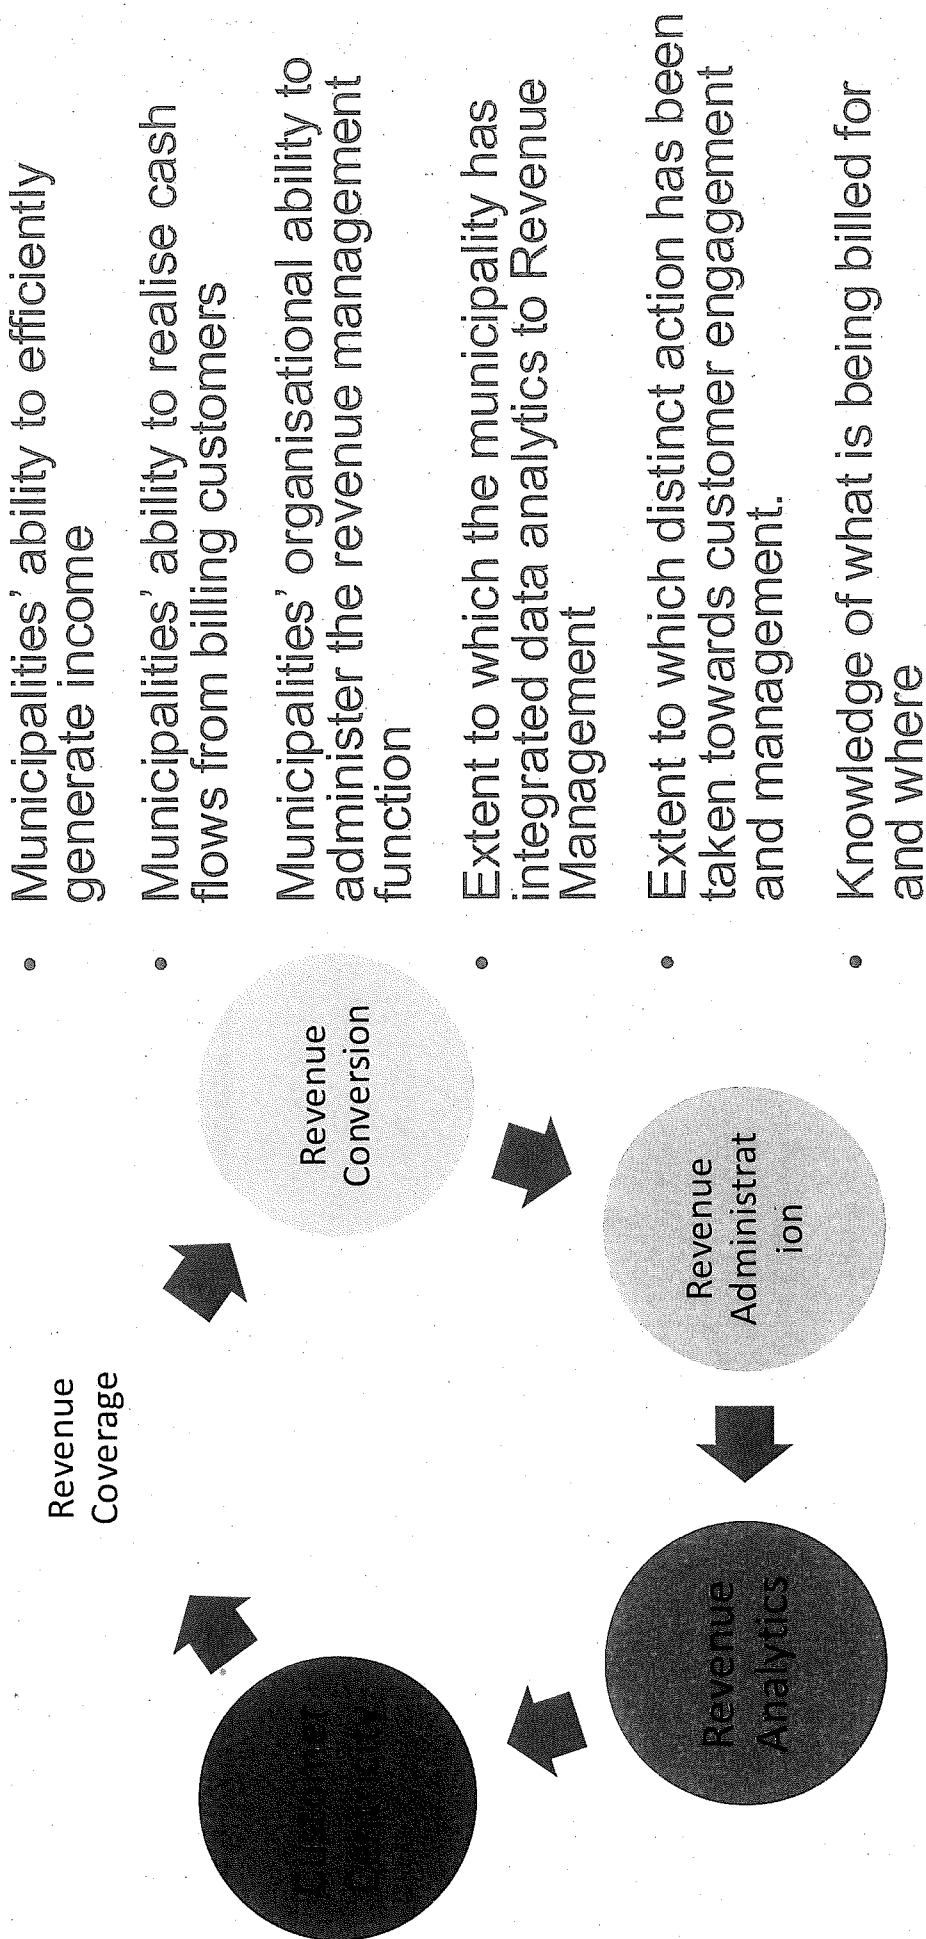 Revenue
Coverage
Revenue
Conversion
Revenue
Administrat
ion
Revenue
Analytics
Customer
• Municipalities’ ability to efficiently
generate income
• Municipalities’ ability to realise cash
flows from billing customers
Municipalities’ organisational ability to
administer the revenue management
function
• Extent to which the municipality has
integrated data analytics to Revenue
Management
• Extent to which distinct action has been
taken towards customer engagement
and management.
• Knowledge of what is being billed for
and where